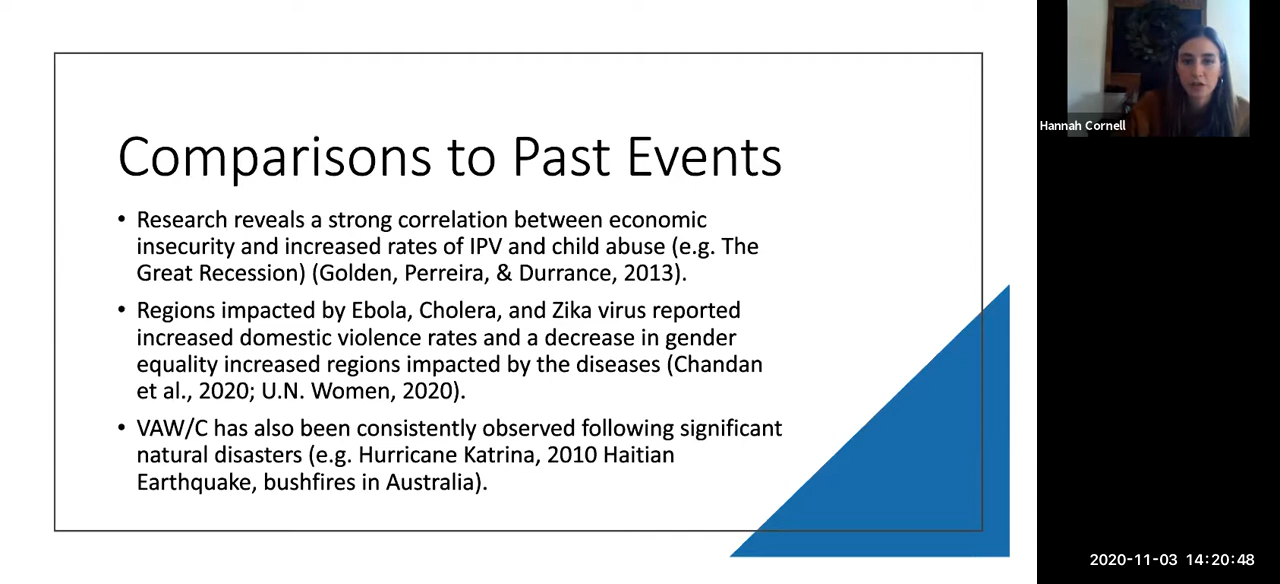 Comparisons to Past Events
• Research reveals a strong correlation between economic
insecurity and increased rates of IPV and child abuse (e.g. The
Great Recession) (Golden, Perreira, & Durrance, 2013).
• Regions impacted by Ebola, Cholera, and Zika virus reported
increased domestic violence rates and a decrease in gender
equality increased regions impacted by the diseases (Chandan
et al., 2020; U.N. Women, 2020).
• VAW/C has also been consistently observed following significant
natural disasters (e.g. Hurricane Katrina, 2010 Haitian
Earthquake, bushfires in Australia).
Hannah Cornell
2020-11-03 14:20:48